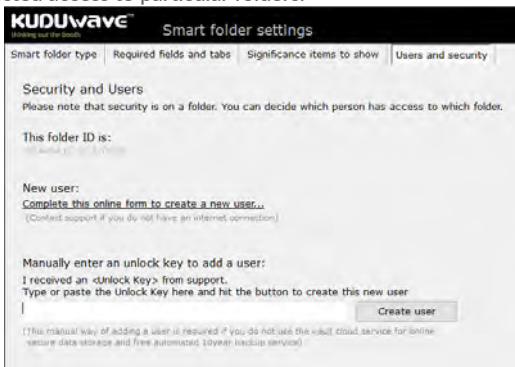 KUDUwave™ Smart folder settings
thinking out the booth
Smart folder type Required fields and tabs Significance items to show Users and security
Security and Users
Please note that security is on a folder. You can decide which person has access to which folder.
This folder ID is:
New user:
Complete this online form to create a new user...
(Contact support if you do not have an internet connection)
Manually enter an unlock key to add a user:
I received an <Unlock Key> from support.
Type or paste the Unlock Key here and hit the button to create this new user
Create user
(This manual way of adding a user is required if you do not use the vault cloud service for online
secure data storage and free automated 10year backup service)